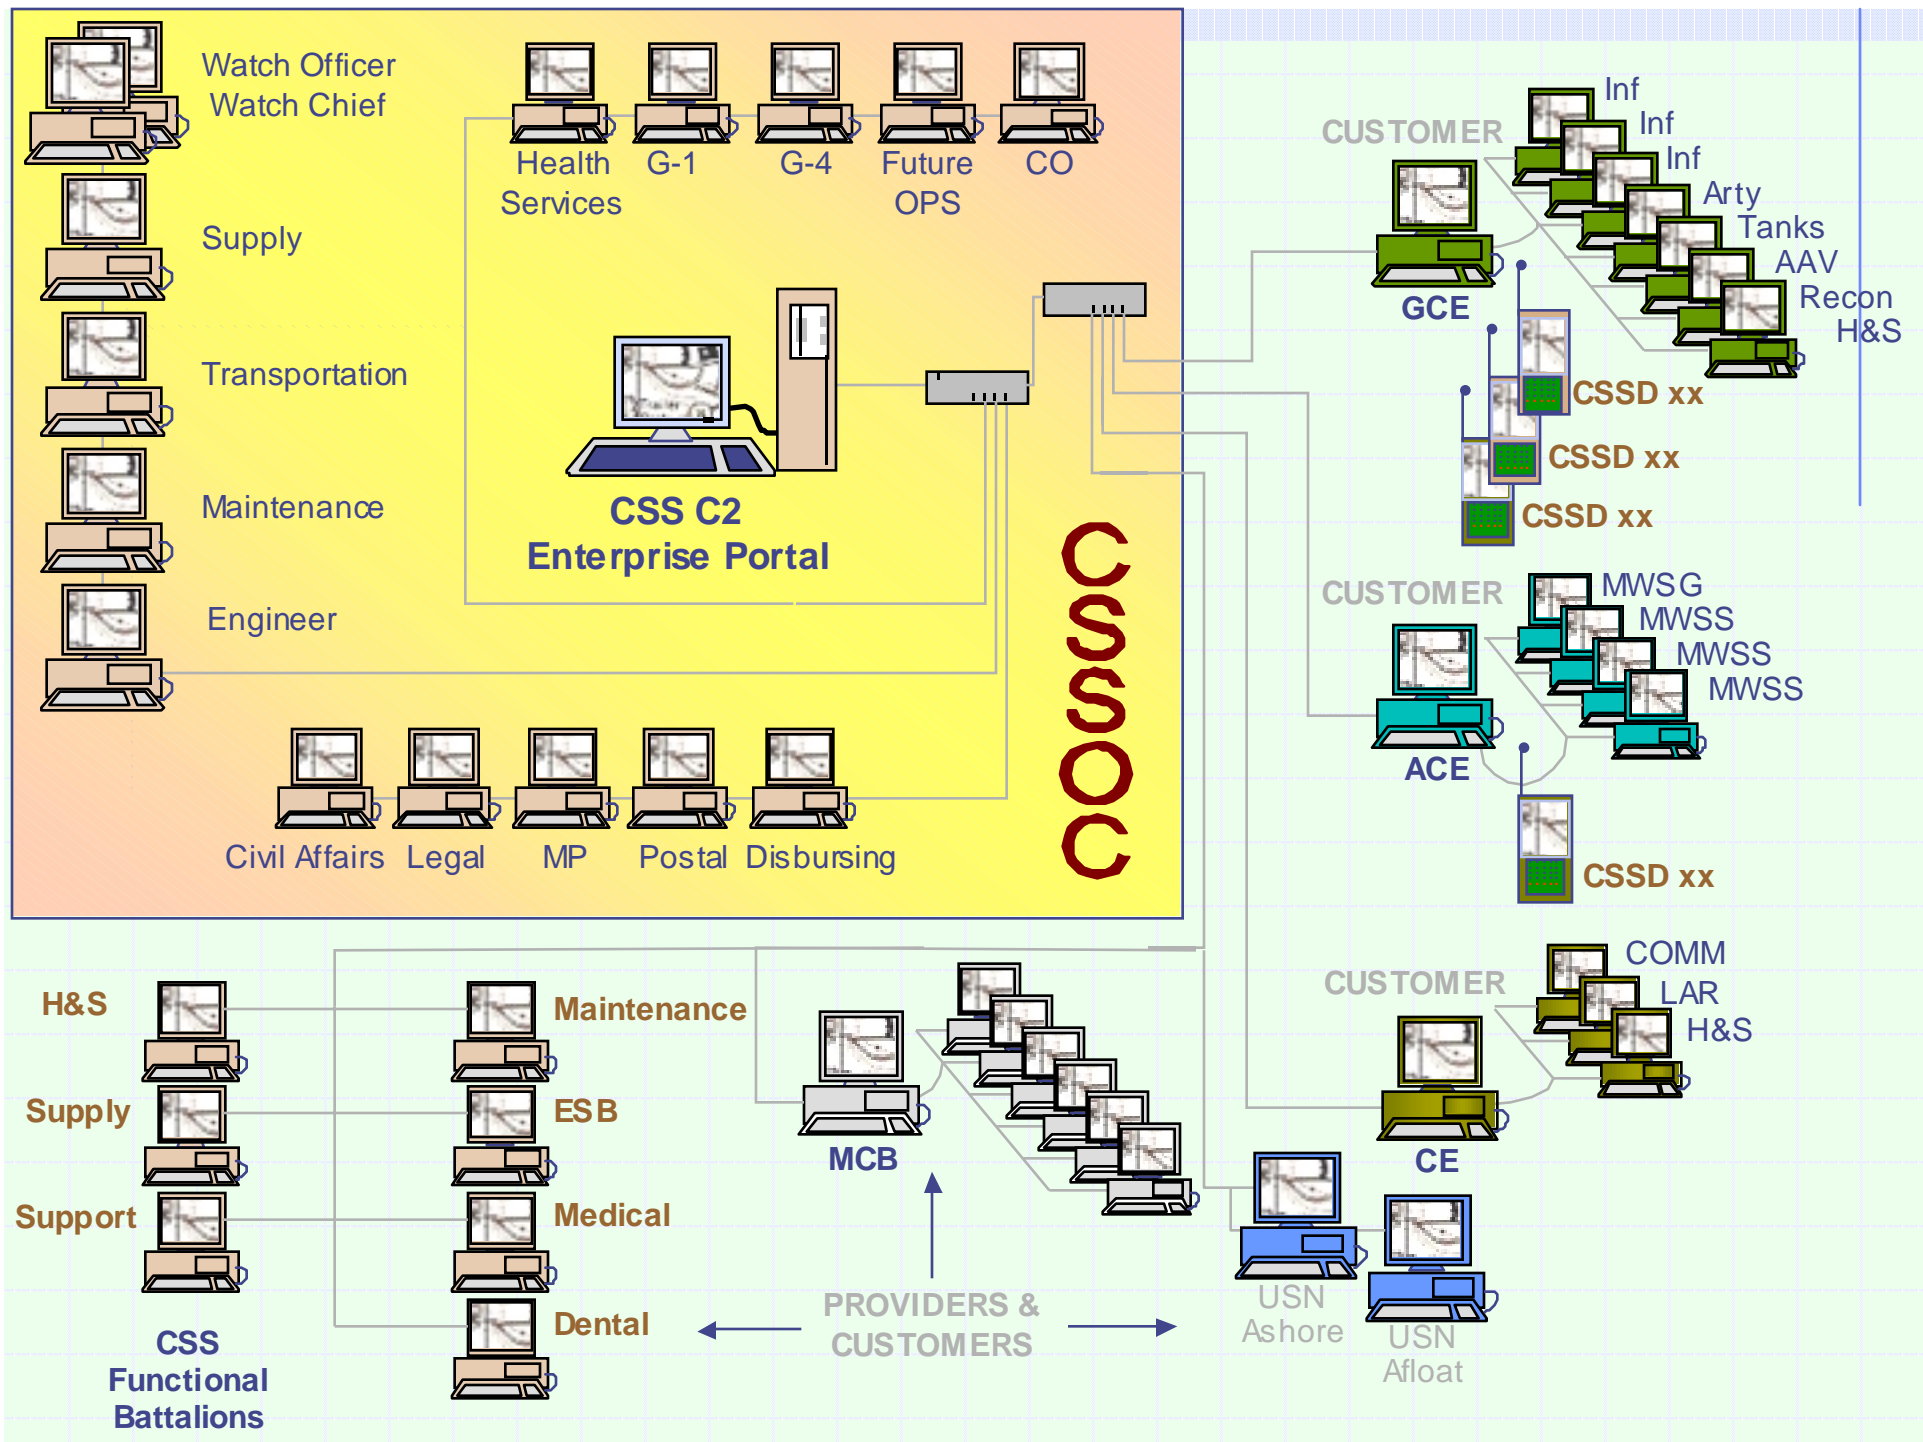 Watch Officer
Watch Chief
Supply
Transportation
Maintenance
Engineer
Health
Services
G-1
G-4
Future
OPS
CO
CSS C2
Enterprise Portal
CSSOC
Civil Affairs
Legal
MP
Postal
Disbursing
CUSTOMER
GCE
Inf
Inf
Inf
Arty
Tanks
AAV
Recon
H&S
CSSD xx
CSSD xx
CSSD xx
CUSTOMER
ACE
MWSG
MWSS
MWSS
MWSS
CSSD xx
CUSTOMER
CE
COMM
LAR
H&S
H&S
Supply
Support
Maintenance
ESB
Medical
Dental
CSS
Functional
Battalions
MCB
PROVIDERS &
CUSTOMERS
USN
Ashore
USN
Afloat